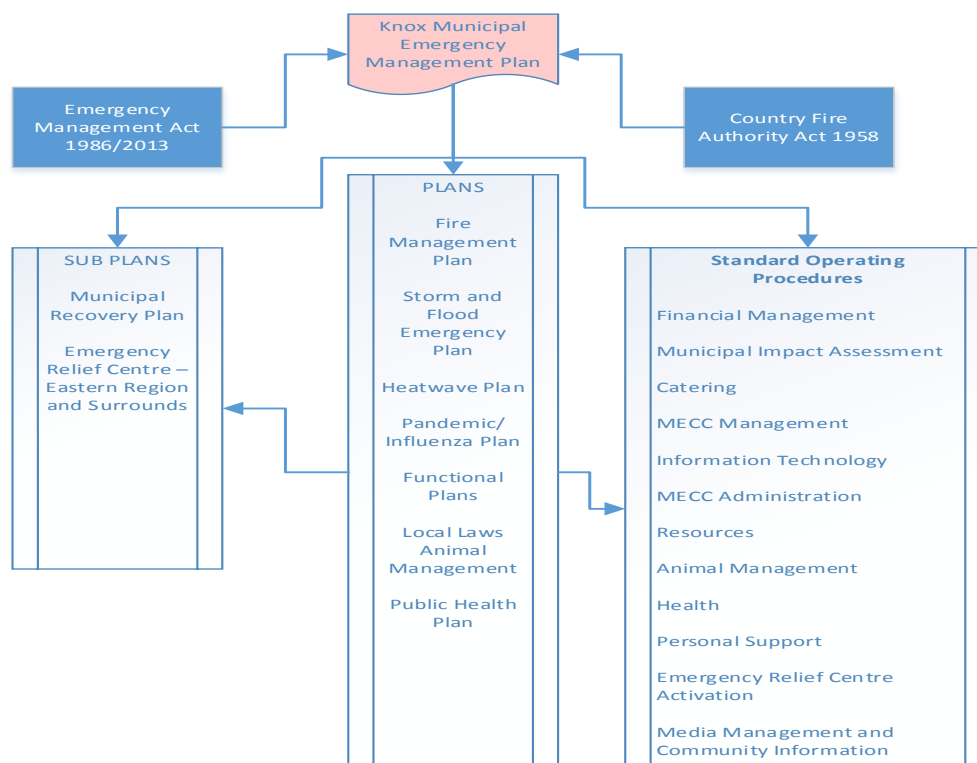 Knox Municipal
Emergency
Management Plan
Emergency
Management Act
1986/2013
Country Fire
Authority Act 1958
SUB PLANS
Municipal
Recovery Plan
Emergency
Relief Centre –
Eastern Region
and Surrounds
PLANS
Fire
Management
Plan
Storm and
Flood
Emergency
Plan
Heatwave Plan
Pandemic/
Influenza Plan
Functional
Plans
Local Laws
Animal
Management
Public Health
Plan
Standard Operating
Procedures
Financial Management
Municipal Impact Assessment
Catering
MECC Management
Information Technology
MECC Administration
Resources
Animal Management
Health
Personal Support
Emergency Relief Centre
Activation
Media Management and
Community Information